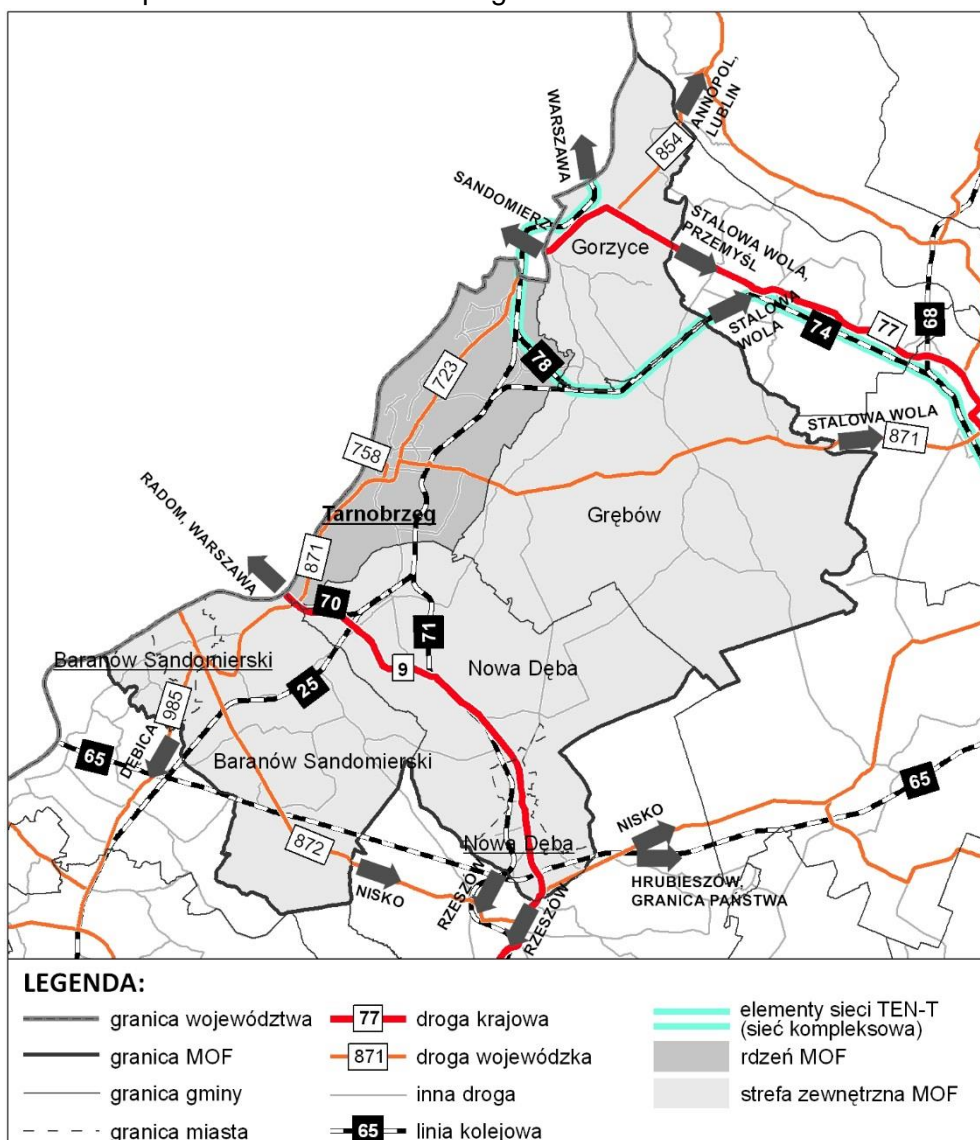 WARSZAWA
ANNOPOL,
LUBLIN
854
SANDOMIERZ
STALOWA WOLA,
PRZEMYŚL
Gorzyce
STALOWA
WOLA
74
77
68
78
723
STALOWA WOLA
871
758
RADOM, WARSZAWA
Tarnobrzeg
Grębów
871
70
71
9
Nowa Dęba
Baranów Sandomierski
25
985
DĘBICA
65
Baranów Sandomierski
65
NISKO
872
Nowa Dęba
NISKO
RZESZÓW
RZESZÓW
HRUBIESZÓW,
GRANICA PAŃSTWA
LEGENDA:
granica województwa
granica MOF
granica gminy
granica miasta
77 droga krajowa
871 droga wojewódzka
inna droga
65 linia kolejowa
elementy sieci TEN-T
(sieć kompleksowa)
rdzeń MOF
strefa zewnętrzna MOF